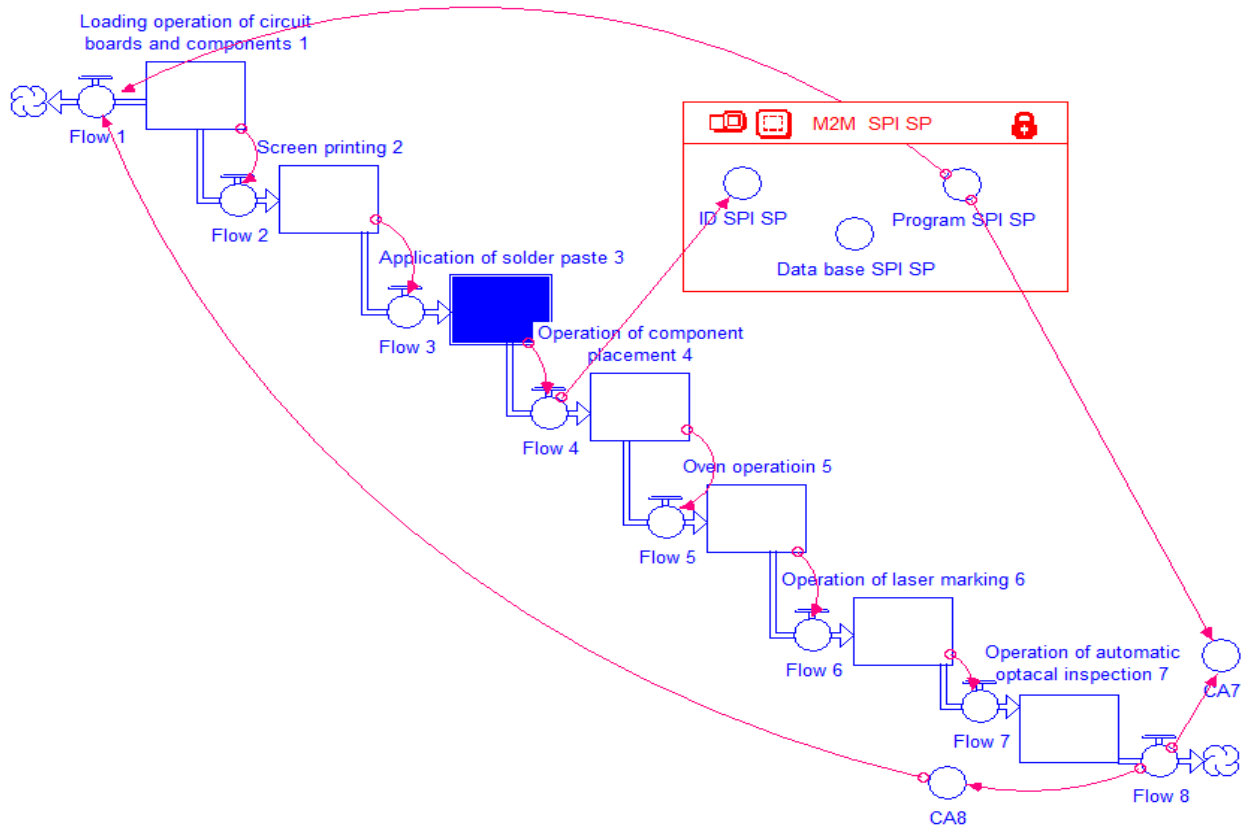 Loading operation of circuit
boards and components 1
Flow 1
M2M SPI SP
Screen printing 2
ID SPI SP
Program SPI SP
Flow 2
Data base SPI SP
Application of solder paste 3
Flow 3
Operation of component
placement 4
Flow 4
Oven operatioin 5
Flow 5
Operation of laser marking 6
Flow 6
Operation of automatic
optacal inspection 7
CA7
Flow 7
Flow 8
CA8